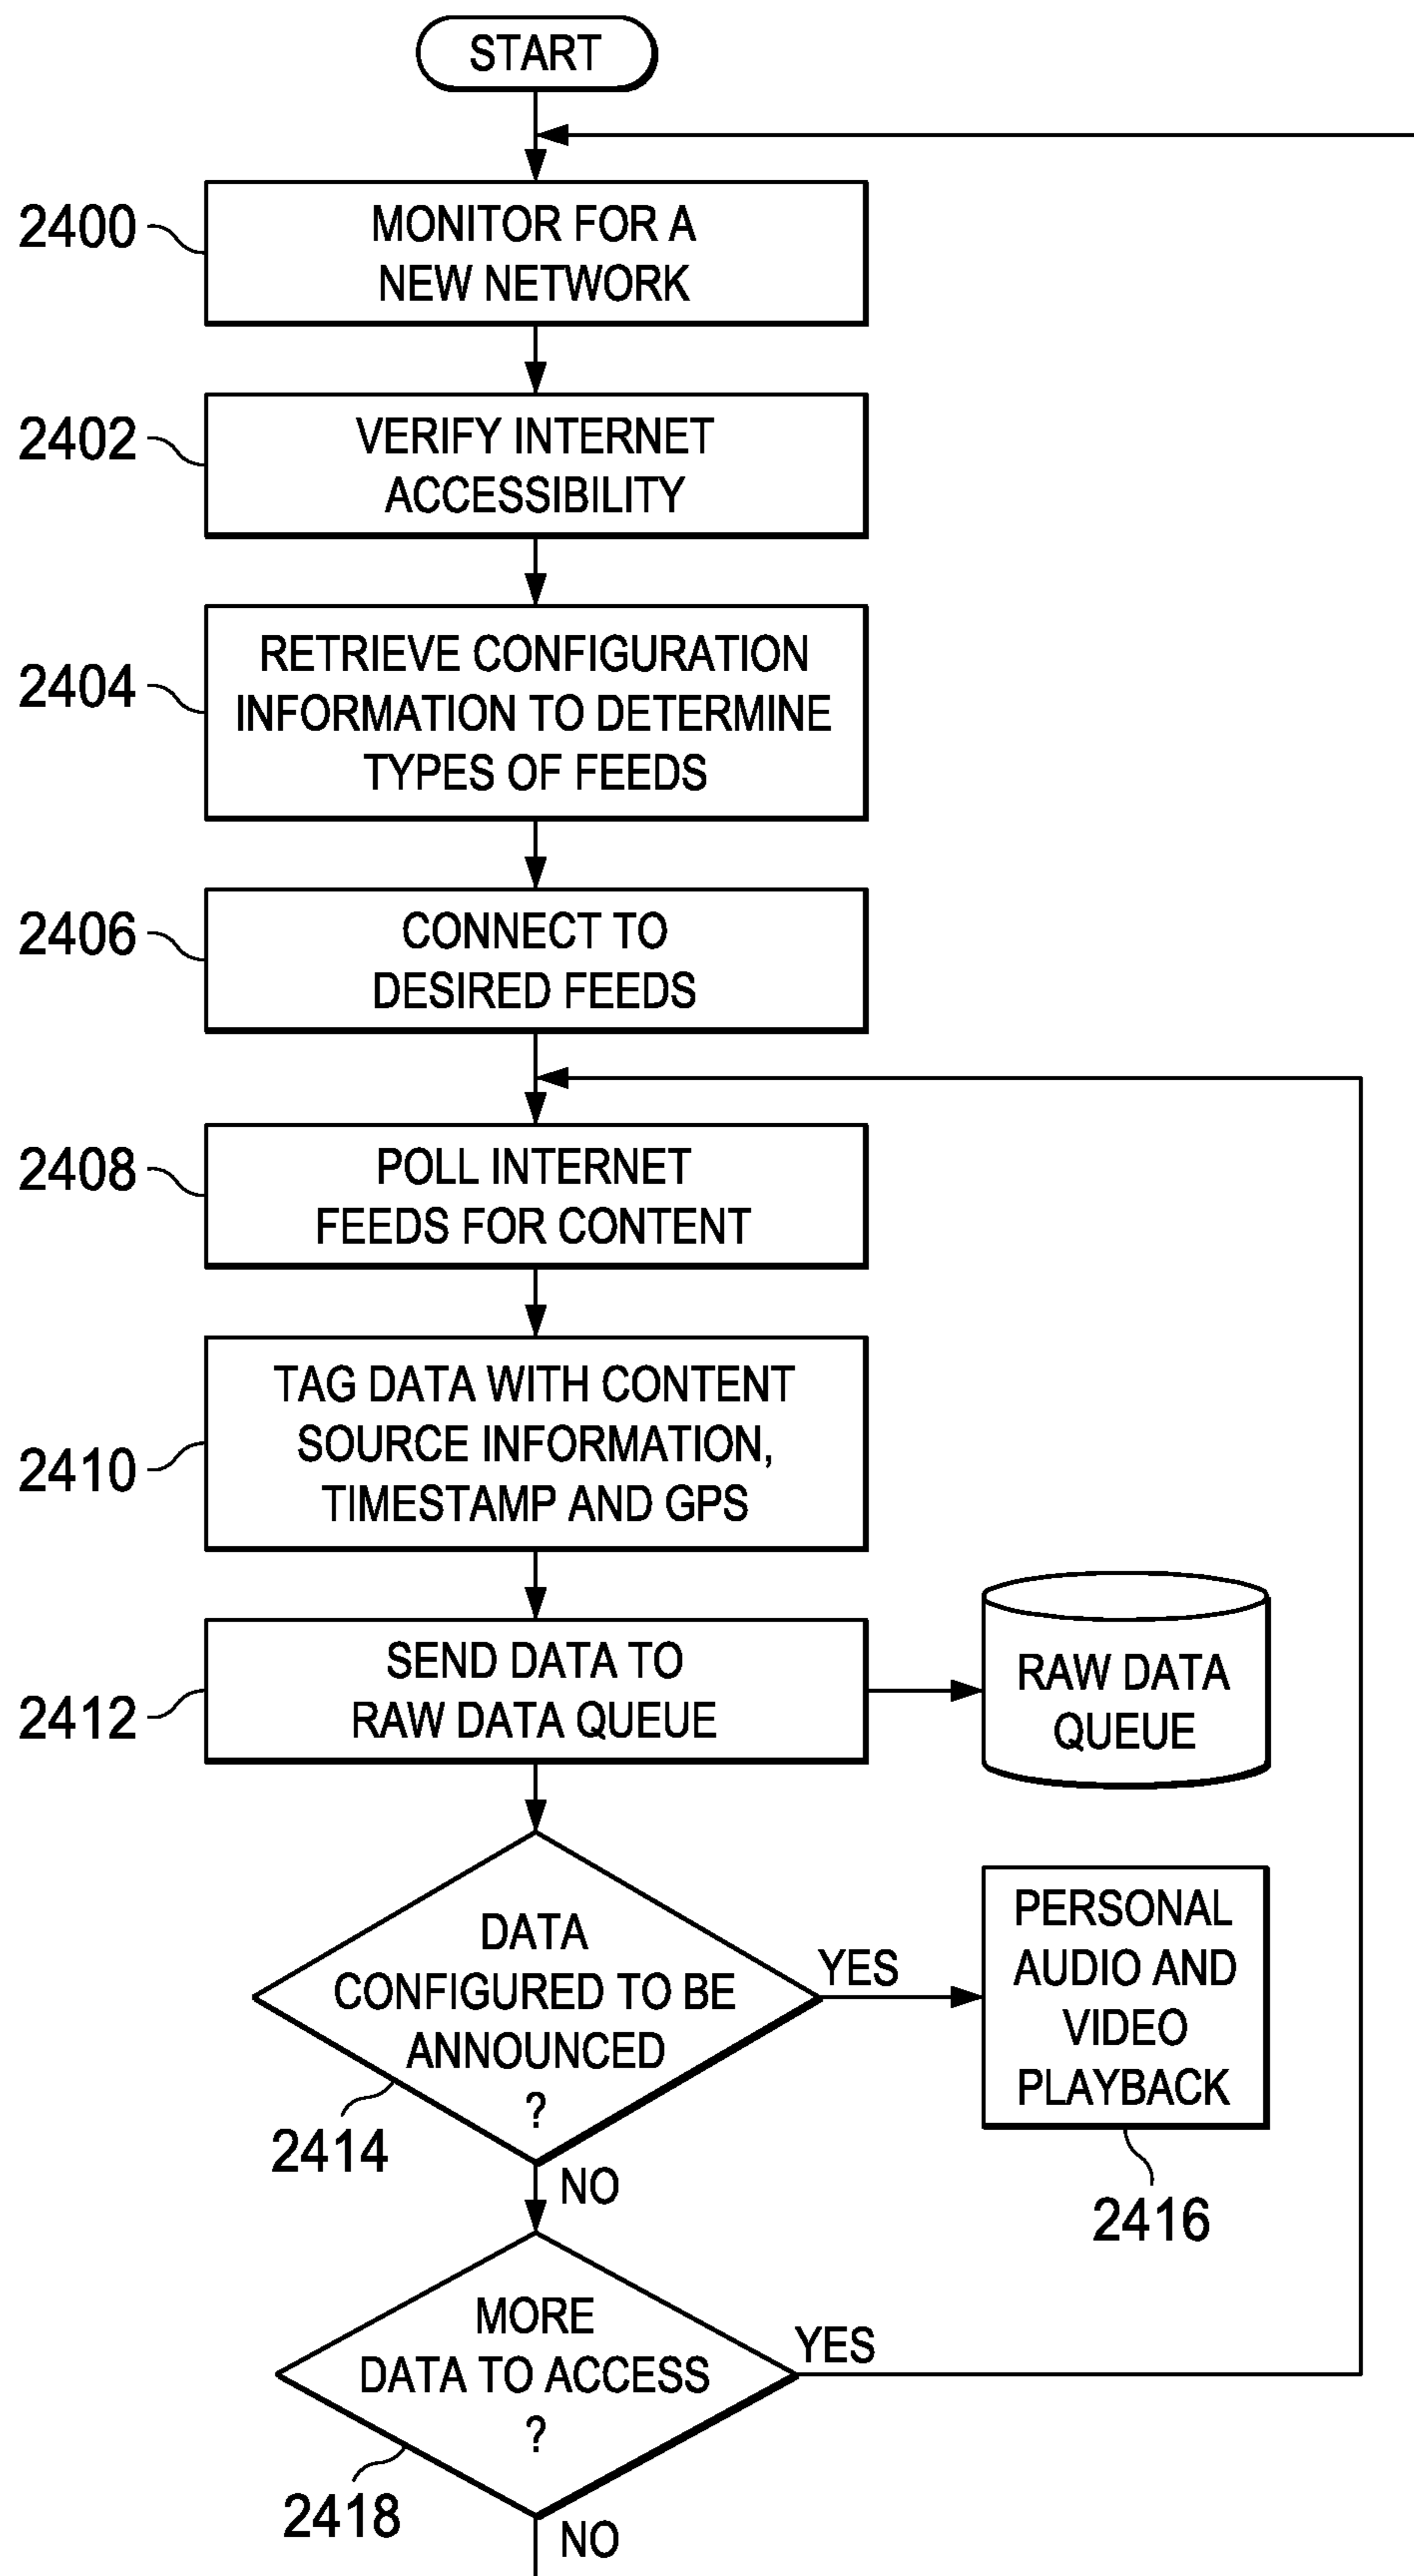 START
2400
MONITOR FOR A
NEW NETWORK
2402
VERIFY INTERNET
ACCESSIBILITY
2404
RETRIEVE CONFIGURATION
INFORMATION TO DETERMINE
TYPES OF FEEDS
2406
CONNECT TO
DESIRED FEEDS
2408
POLL INTERNET
FEEDS FOR CONTENT
2410
TAG DATA WITH CONTENT
SOURCE INFORMATION,
TIMESTAMP AND GPS
2412
SEND DATA TO
RAW DATA QUEUE
RAW DATA
QUEUE
DATA
CONFIGURED TO BE
ANNOUNCED
?
2414
YES
PERSONAL
AUDIO AND
VIDEO
PLAYBACK
2416
NO
MORE
DATA TO ACCESS
?
2418
YES
NO